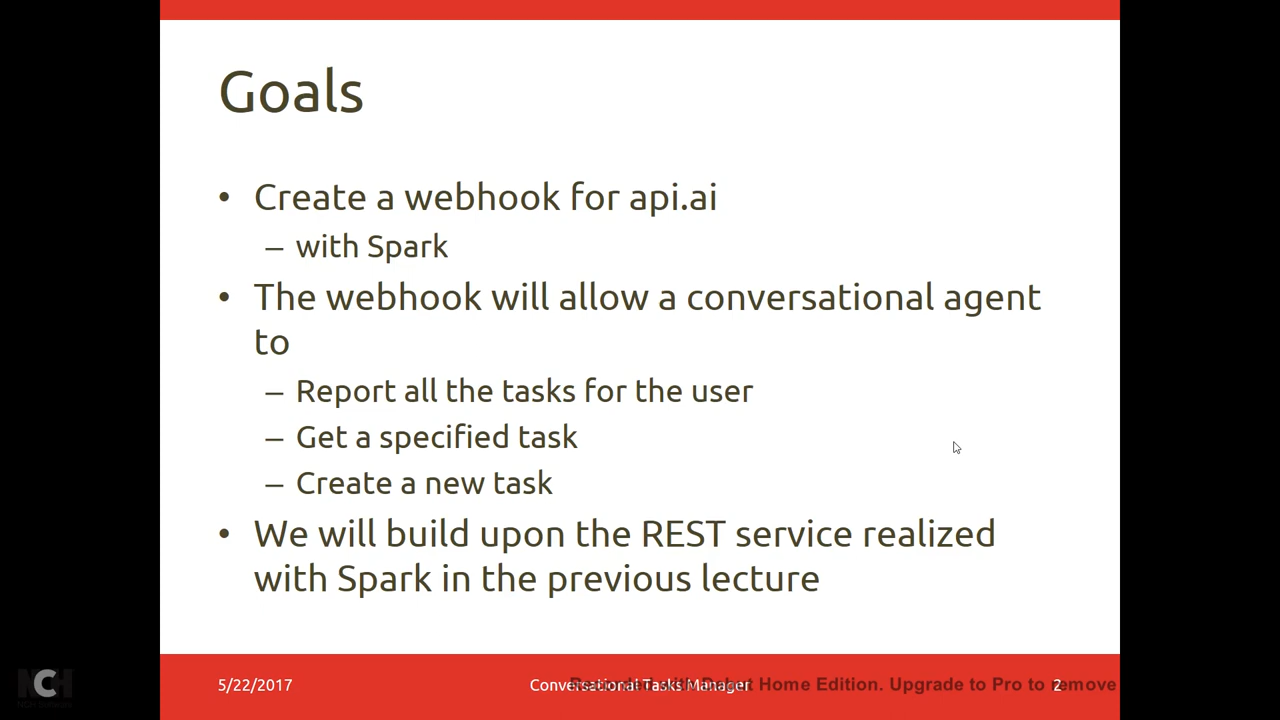 Goals
• Create a webhook for api.ai
– with Spark
• The webhook will allow a conversational agent
to
– Report all the tasks for the user
– Get a specified task
– Create a new task
• We will build upon the REST service realized
with Spark in the previous lecture
5/22/2017
Conversational Tasks Manager
Home Edition. Upgrade to Pro to remove
2
NCH